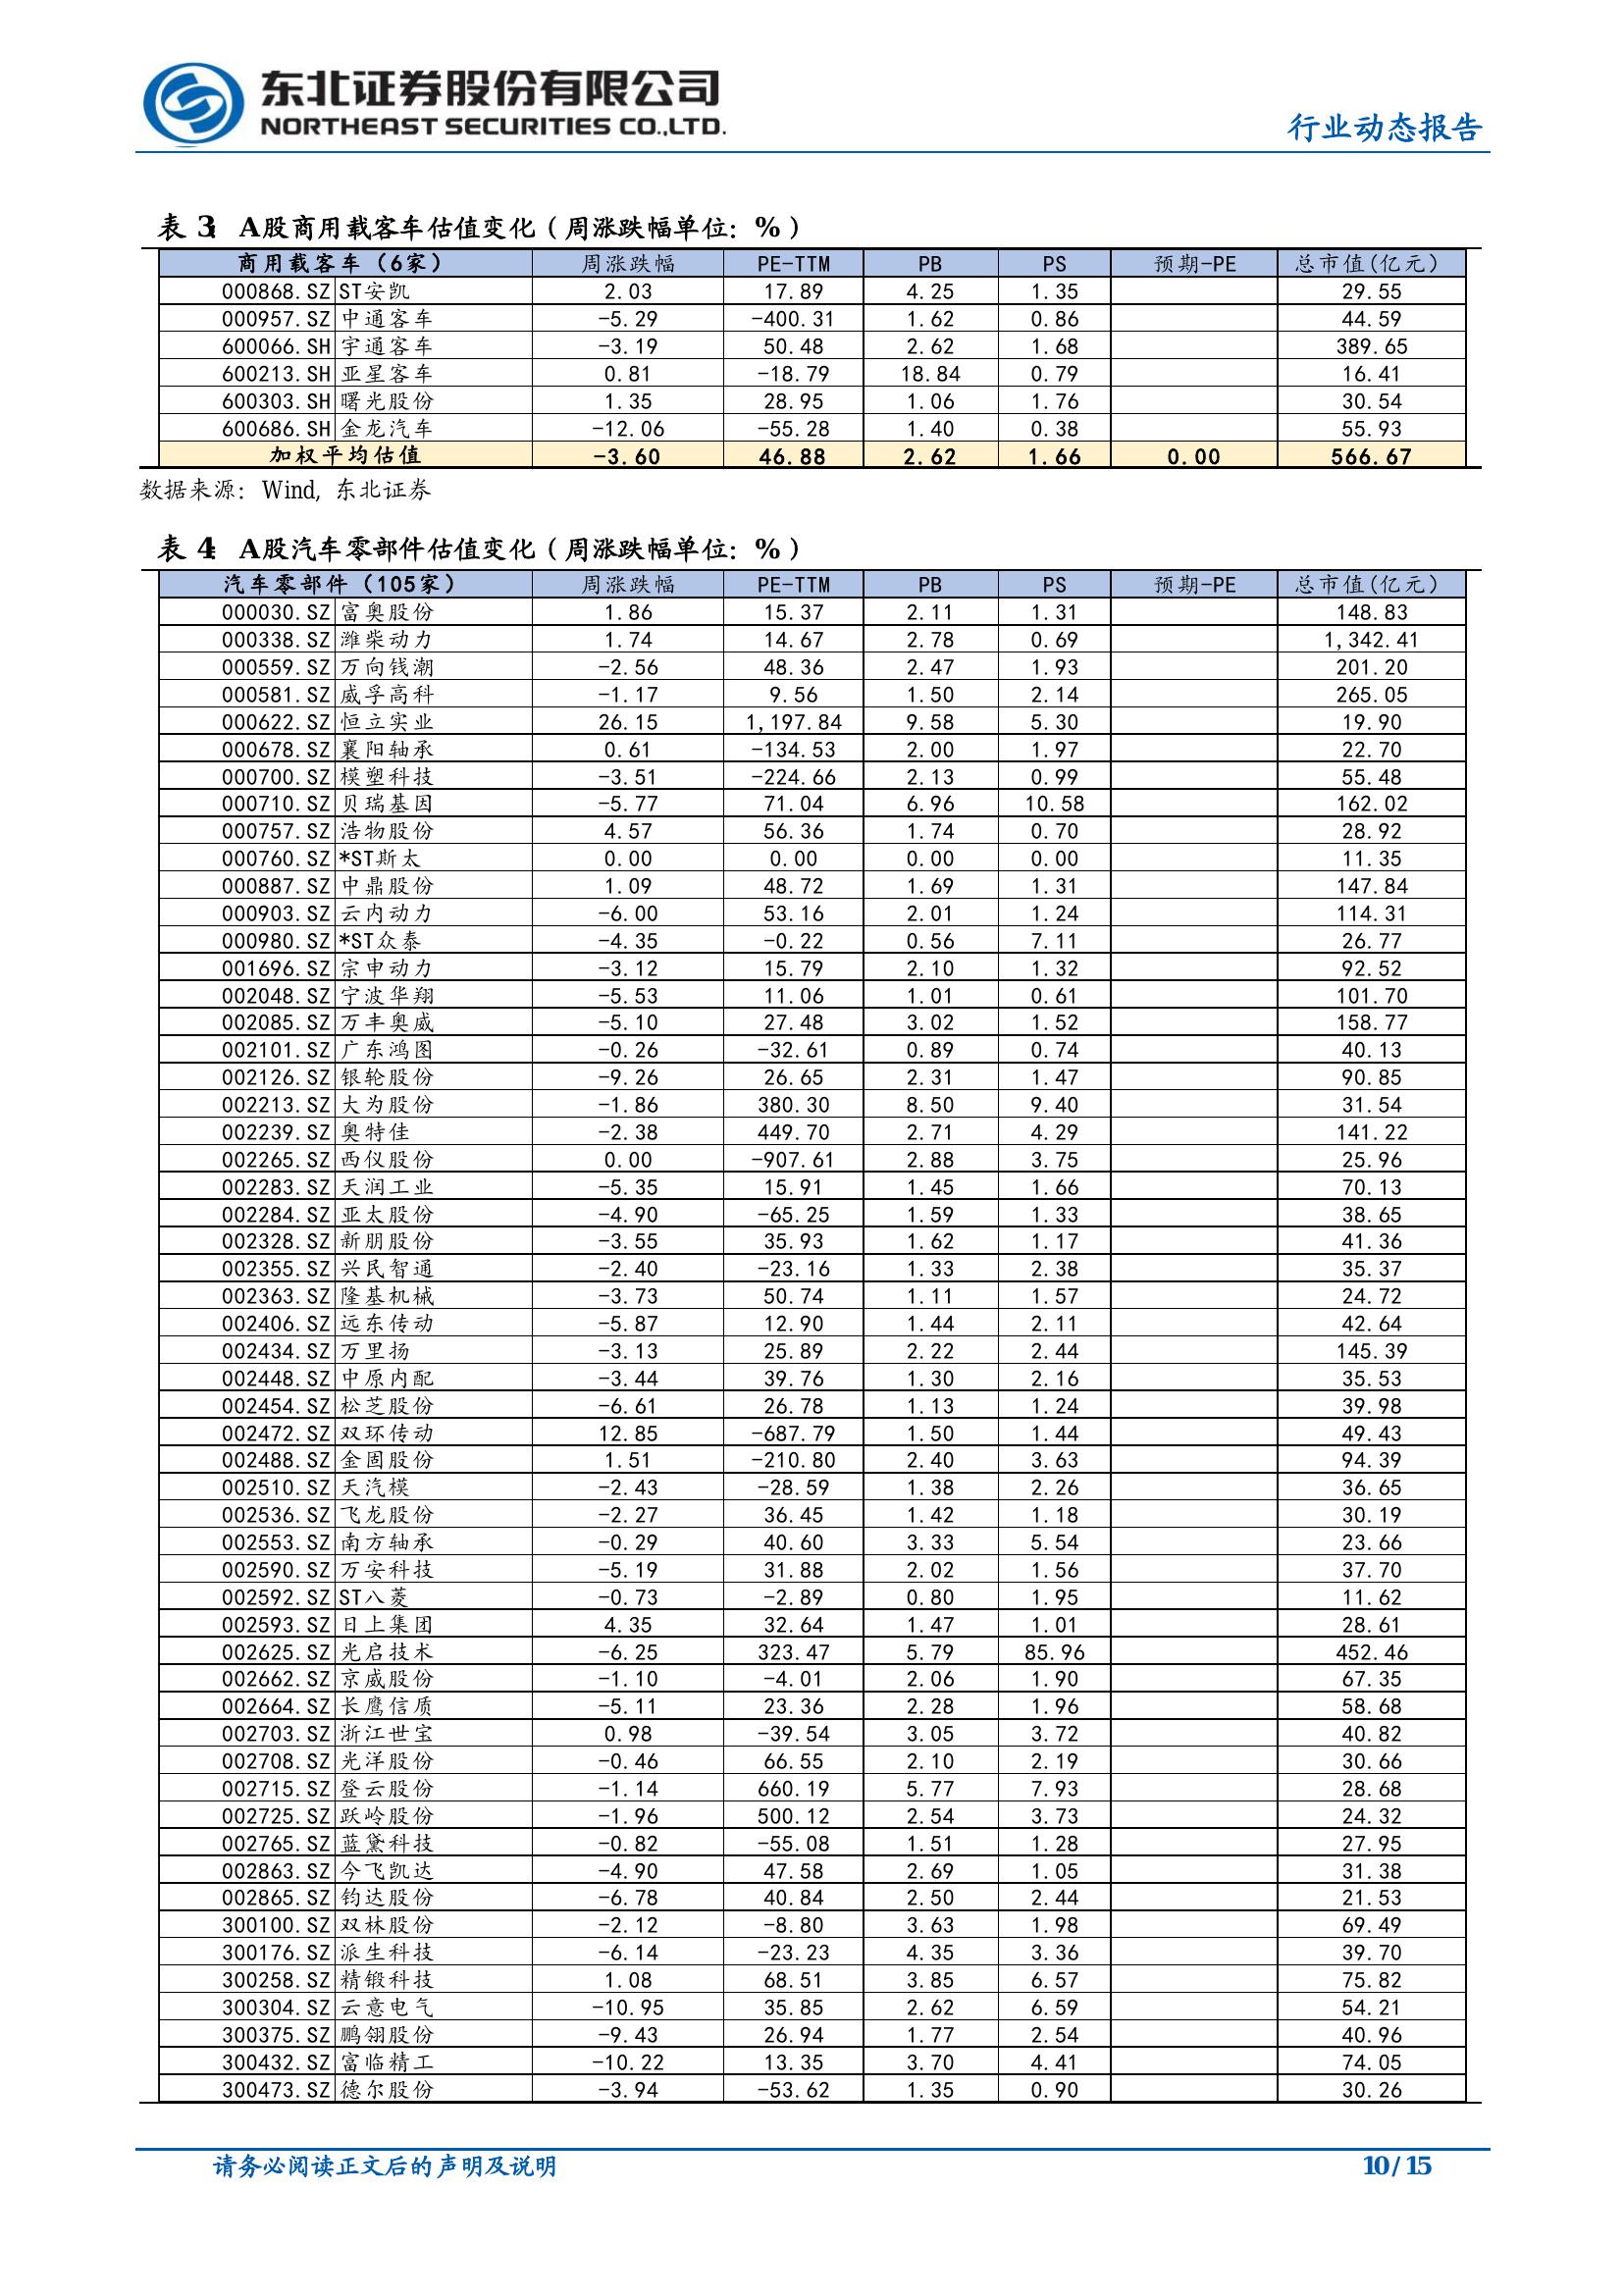 东北证券股份有限公司
NORTHEAST SECURITIES CO.,LTD.
行业动态报告
表 3: A股商用载客车估值变化（周涨跌幅单位：%）
商用载客车（6家） 周涨跌幅 PE-TTM PB PS 预期-PE 总市值(亿元)
000868.SZ ST安凯 2.03 17.89 4.25 1.35 29.55
000957.SZ 中通客车 -5.29 -400.31 1.62 0.86 44.59
600066.SH 宇通客车 -3.19 50.48 2.62 1.68 389.65
600213.SH 亚星客车 0.81 -18.79 18.84 0.79 16.41
600303.SH 曙光股份 1.35 28.95 1.06 1.76 30.54
600686.SH 金龙汽车 -12.06 -55.28 1.40 0.38 55.93
加权平均估值 -3.60 46.88 2.62 1.66 0.00 566.67
数据来源：Wind, 东北证券
表 4: A股汽车零部件估值变化（周涨跌幅单位：%）
汽车零部件（105家） 周涨跌幅 PE-TTM PB PS 预期-PE 总市值(亿元)
000030.SZ 富奥股份 1.86 15.37 2.11 1.31 148.83
000338.SZ 潍柴动力 1.74 14.67 2.78 0.69 1,342.41
000559.SZ 万向钱潮 -2.56 48.36 2.47 1.93 201.20
000581.SZ 威孚高科 -1.17 9.56 1.50 2.14 265.05
000622.SZ 恒立实业 26.15 1,197.84 9.58 5.30 19.90
000678.SZ 襄阳轴承 0.61 -134.53 2.00 1.97 22.70
000700.SZ 模塑科技 -3.51 -224.66 2.13 0.99 55.48
000710.SZ 贝瑞基因 -5.77 71.04 6.96 10.58 162.02
000757.SZ 浩物股份 4.57 56.36 1.74 0.70 28.92
000760.SZ *ST斯太 0.00 0.00 0.00 0.00 11.35
000887.SZ 中鼎股份 1.09 48.72 1.69 1.31 147.84
000903.SZ 云内动力 -6.00 53.16 2.01 1.24 114.31
000980.SZ *ST众泰 -4.35 -0.22 0.56 7.11 26.77
001696.SZ 宗申动力 -3.12 15.79 2.10 1.32 92.52
002048.SZ 宁波华翔 -5.53 11.06 1.01 0.61 101.70
002085.SZ 万丰奥威 -5.10 27.48 3.02 1.52 158.77
002101.SZ 广东鸿图 -0.26 -32.61 0.89 0.74 40.13
002126.SZ 银轮股份 -9.26 26.65 2.31 1.47 90.85
002213.SZ 大为股份 -1.86 380.30 8.50 9.40 31.54
002239.SZ 奥特佳 -2.38 449.70 2.71 4.29 141.22
002265.SZ 西仪股份 0.00 -907.61 2.88 3.75 25.96
002283.SZ 天润工业 -5.35 15.91 1.45 1.66 70.13
002284.SZ 亚太股份 -4.90 -65.25 1.59 1.33 38.65
002328.SZ 新朋股份 -3.55 35.93 1.62 1.17 41.36
002355.SZ 兴民智通 -2.40 -23.16 1.33 2.38 35.37
002363.SZ 隆基机械 -3.73 50.74 1.11 1.57 24.72
002406.SZ 远东传动 -5.87 12.90 1.44 2.11 42.64
002434.SZ 万里扬 -3.13 25.89 2.22 2.44 145.39
002448.SZ 中原内配 -3.44 39.76 1.30 2.16 35.53
002454.SZ 松芝股份 -6.61 26.78 1.13 1.24 39.98
002472.SZ 双环传动 12.85 -687.79 1.50 1.44 49.43
002488.SZ 金固股份 1.51 -210.80 2.40 3.63 94.39
002510.SZ 天汽模 -2.43 -28.59 1.38 2.26 36.65
002536.SZ 飞龙股份 -2.27 36.45 1.42 1.18 30.19
002553.SZ 南方轴承 -0.29 40.60 3.33 5.54 23.66
002590.SZ 万安科技 -5.19 31.88 2.02 1.56 37.70
002592.SZ ST八菱 -0.73 -2.89 0.80 1.95 11.62
002593.SZ 日上集团 4.35 32.64 1.47 1.01 28.61
002625.SZ 光启技术 -6.25 323.47 5.79 85.96 452.46
002662.SZ 京威股份 -1.10 -4.01 2.06 1.90 67.35
002664.SZ 长鹰信质 -5.11 23.36 2.28 1.96 58.68
002703.SZ 浙江世宝 0.98 -39.54 3.05 3.72 40.82
002708.SZ 光洋股份 -0.46 66.55 2.10 2.19 30.66
002715.SZ 登云股份 -1.14 660.19 5.77 7.93 28.68
002725.SZ 跃岭股份 -1.96 500.12 2.54 3.73 24.32
002765.SZ 蓝黛科技 -0.82 -55.08 1.51 1.28 27.95
002863.SZ 今飞凯达 -4.90 47.58 2.69 1.05 31.38
002865.SZ 钧达股份 -6.78 40.84 2.50 2.44 21.53
300100.SZ 双林股份 -2.12 -8.80 3.63 1.98 69.49
300176.SZ 派生科技 -6.14 -23.23 4.35 3.36 39.70
300258.SZ 精锻科技 1.08 68.51 3.85 6.57 75.82
300304.SZ 云意电气 -10.95 35.85 2.62 6.59 54.21
300375.SZ 鹏翎股份 -9.43 26.94 1.77 2.54 40.96
300432.SZ 富临精工 -10.22 13.35 3.70 4.41 74.05
300473.SZ 德尔股份 -3.94 -53.62 1.35 0.90 30.26
请务必阅读正文后的声明及说明
10 / 15